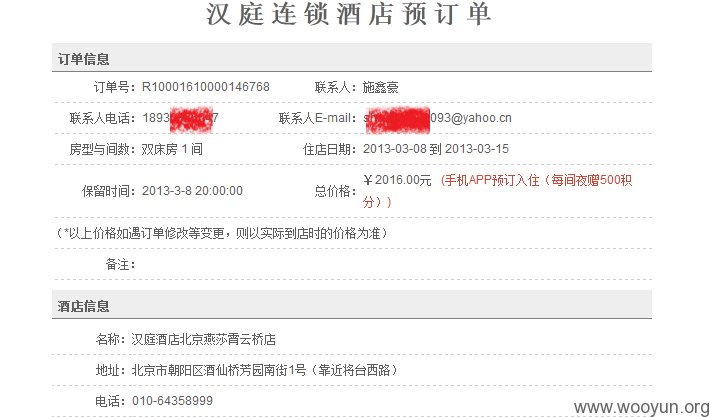 汉庭连锁酒店预订单
订单信息
订单号：R10001610000146768 联系人：施鑫豪
联系人电话：1893 7 联系人E-mail：s 093@yahoo.cn
房型与间数：双床房 1 间 住店日期：2013-03-08 到 2013-03-15
保留时间：2013-3-8 20:00:00 总价格：￥2016.00元 (手机APP预订入住（每间夜赠500积
分）)
（*以上价格如遇订单修改等变更，则以实际到店时的价格为准）
备注：
酒店信息
名称：汉庭酒店北京燕莎霄云桥店
地址：北京市朝阳区酒仙桥芳园南街1号（靠近将台西路）
电话：010-64358999
www.wooyun.org